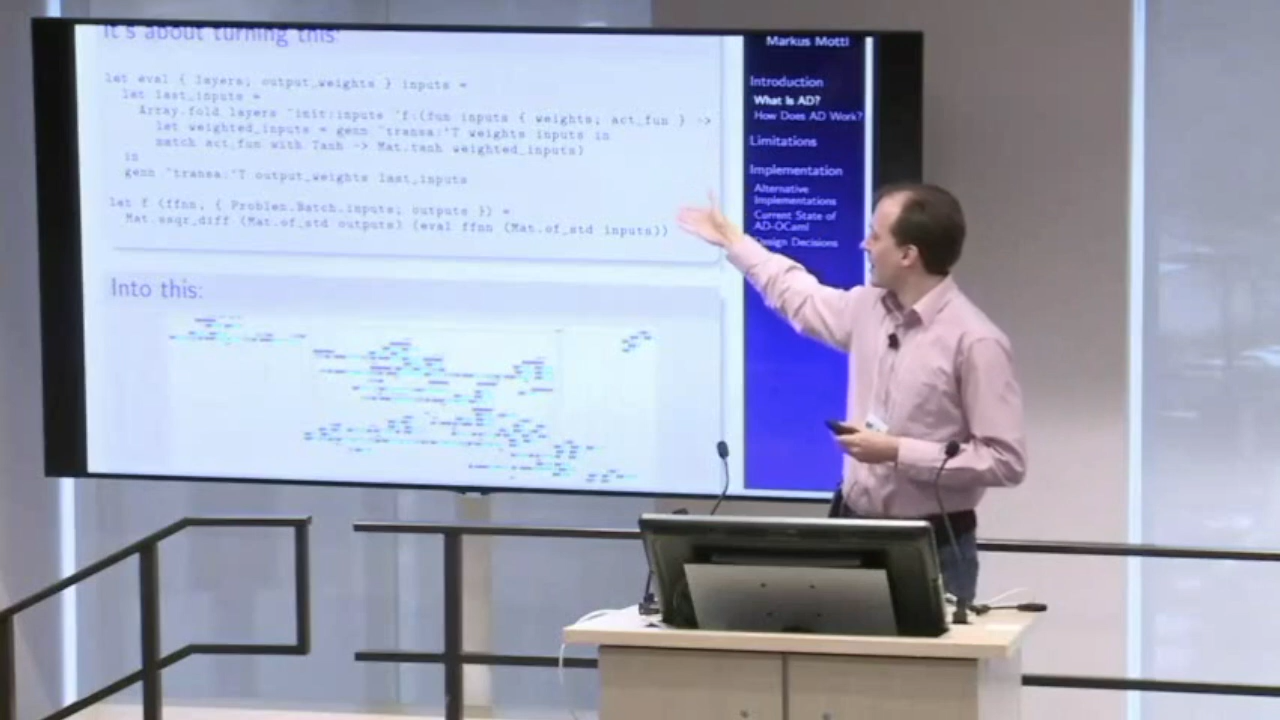 It's about turning this:
let eval { layers; output_weights } inputs =
let last_inputs =
Array.fold layers ~init:inputs ~f:(fun inputs { weights; act_fun } ->
let weighted_inputs = gemm ~transa:`T weights inputs in
match act_fun with Tanh -> Mat.tanh weighted_inputs)
in
gemm ~transa:`T output_weights last_inputs
let f (ffnn, { Problem.Batch.inputs; outputs }) =
Mat.ssqr_diff (Mat.of_std outputs) (eval ffnn (Mat.of_std inputs))
Into this:
Markus Mottl
Introduction
What Is AD?
How Does AD Work?
Limitations
Implementation
Alternative
Implementations
Current State of
AD-OCaml
Design Decisions